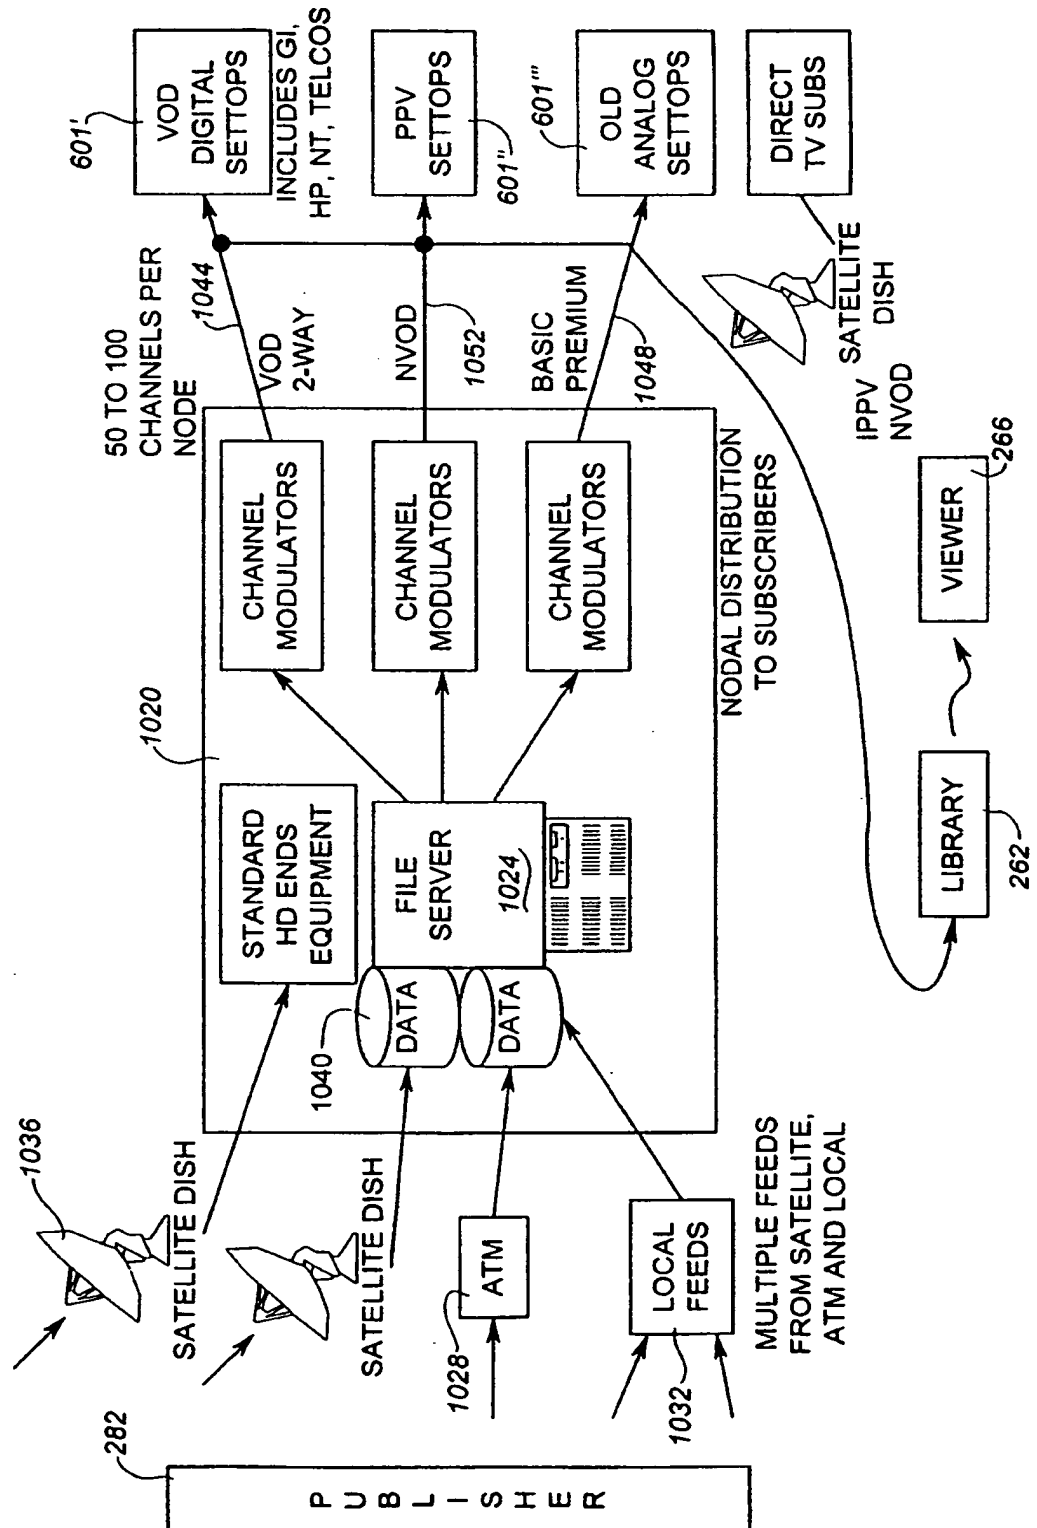 282
PUBLISHER
1036
SATELLITE DISH
SATELLITE DISH
1028
ATM
1032
LOCAL
FEEDS
MULTIPLE FEEDS
FROM SATELLITE,
ATM AND LOCAL
1020
STANDARD
HD ENDS
EQUIPMENT
1040
DATA
DATA
FILE
SERVER
1024
CHANNEL
MODULATORS
CHANNEL
MODULATORS
CHANNEL
MODULATORS
NODAL DISTRIBUTION
TO SUBSCRIBERS
50 TO 100
CHANNELS PER
NODE
1044
VOD
2-WAY
NVOD
1052
BASIC
PREMIUM
1048
601'
VOD
DIGITAL
SETTOPS
INCLUDES GI,
HP, NT, TELCOS
PPV
SETTOPS
601"
601'''
OLD
ANALOG
SETTOPS
DIRECT
TV SUBS
SATELLITE
DISH
IPPV
NVOD
LIBRARY
262
VIEWER
266